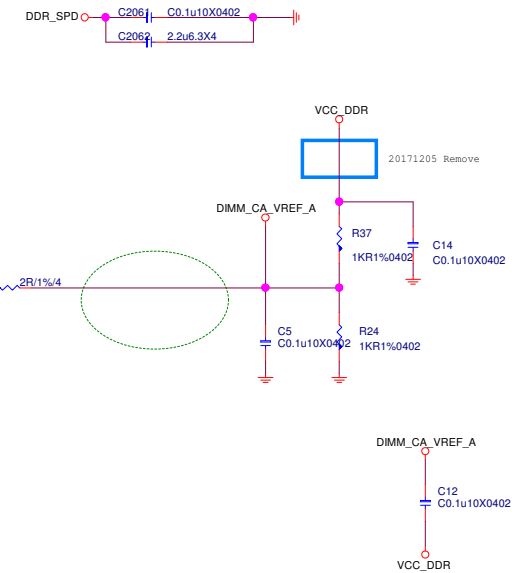 DDR_SPD
C2061
C0.1u10X0402
C2062
2.2u6.3X4
VCC_DDR
20171205 Remove
DIMM_CA_VREF_A
R37
1KR1%0402
C14
C0.1u10X0402
2R/1%/4
C5
C0.1u10X0402
R24
1KR1%0402
DIMM_CA_VREF_A
C12
C0.1u10X0402
VCC_DDR